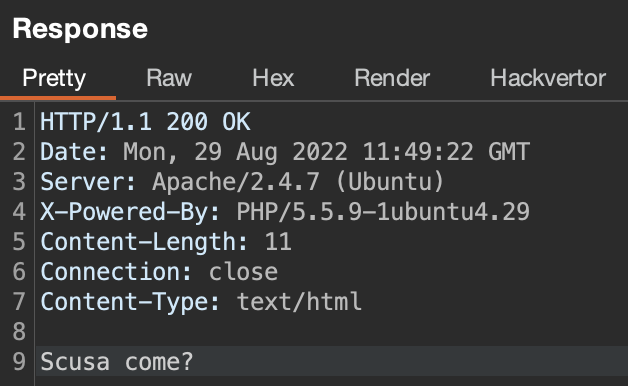 Response
Pretty Raw Hex Render Hackvertor
1 HTTP/1.1 200 OK
2 Date: Mon, 29 Aug 2022 11:49:22 GMT
3 Server: Apache/2.4.7 (Ubuntu)
4 X-Powered-By: PHP/5.5.9-1ubuntu4.29
5 Content-Length: 11
6 Connection: close
7 Content-Type: text/html
8
9 Scusa come?